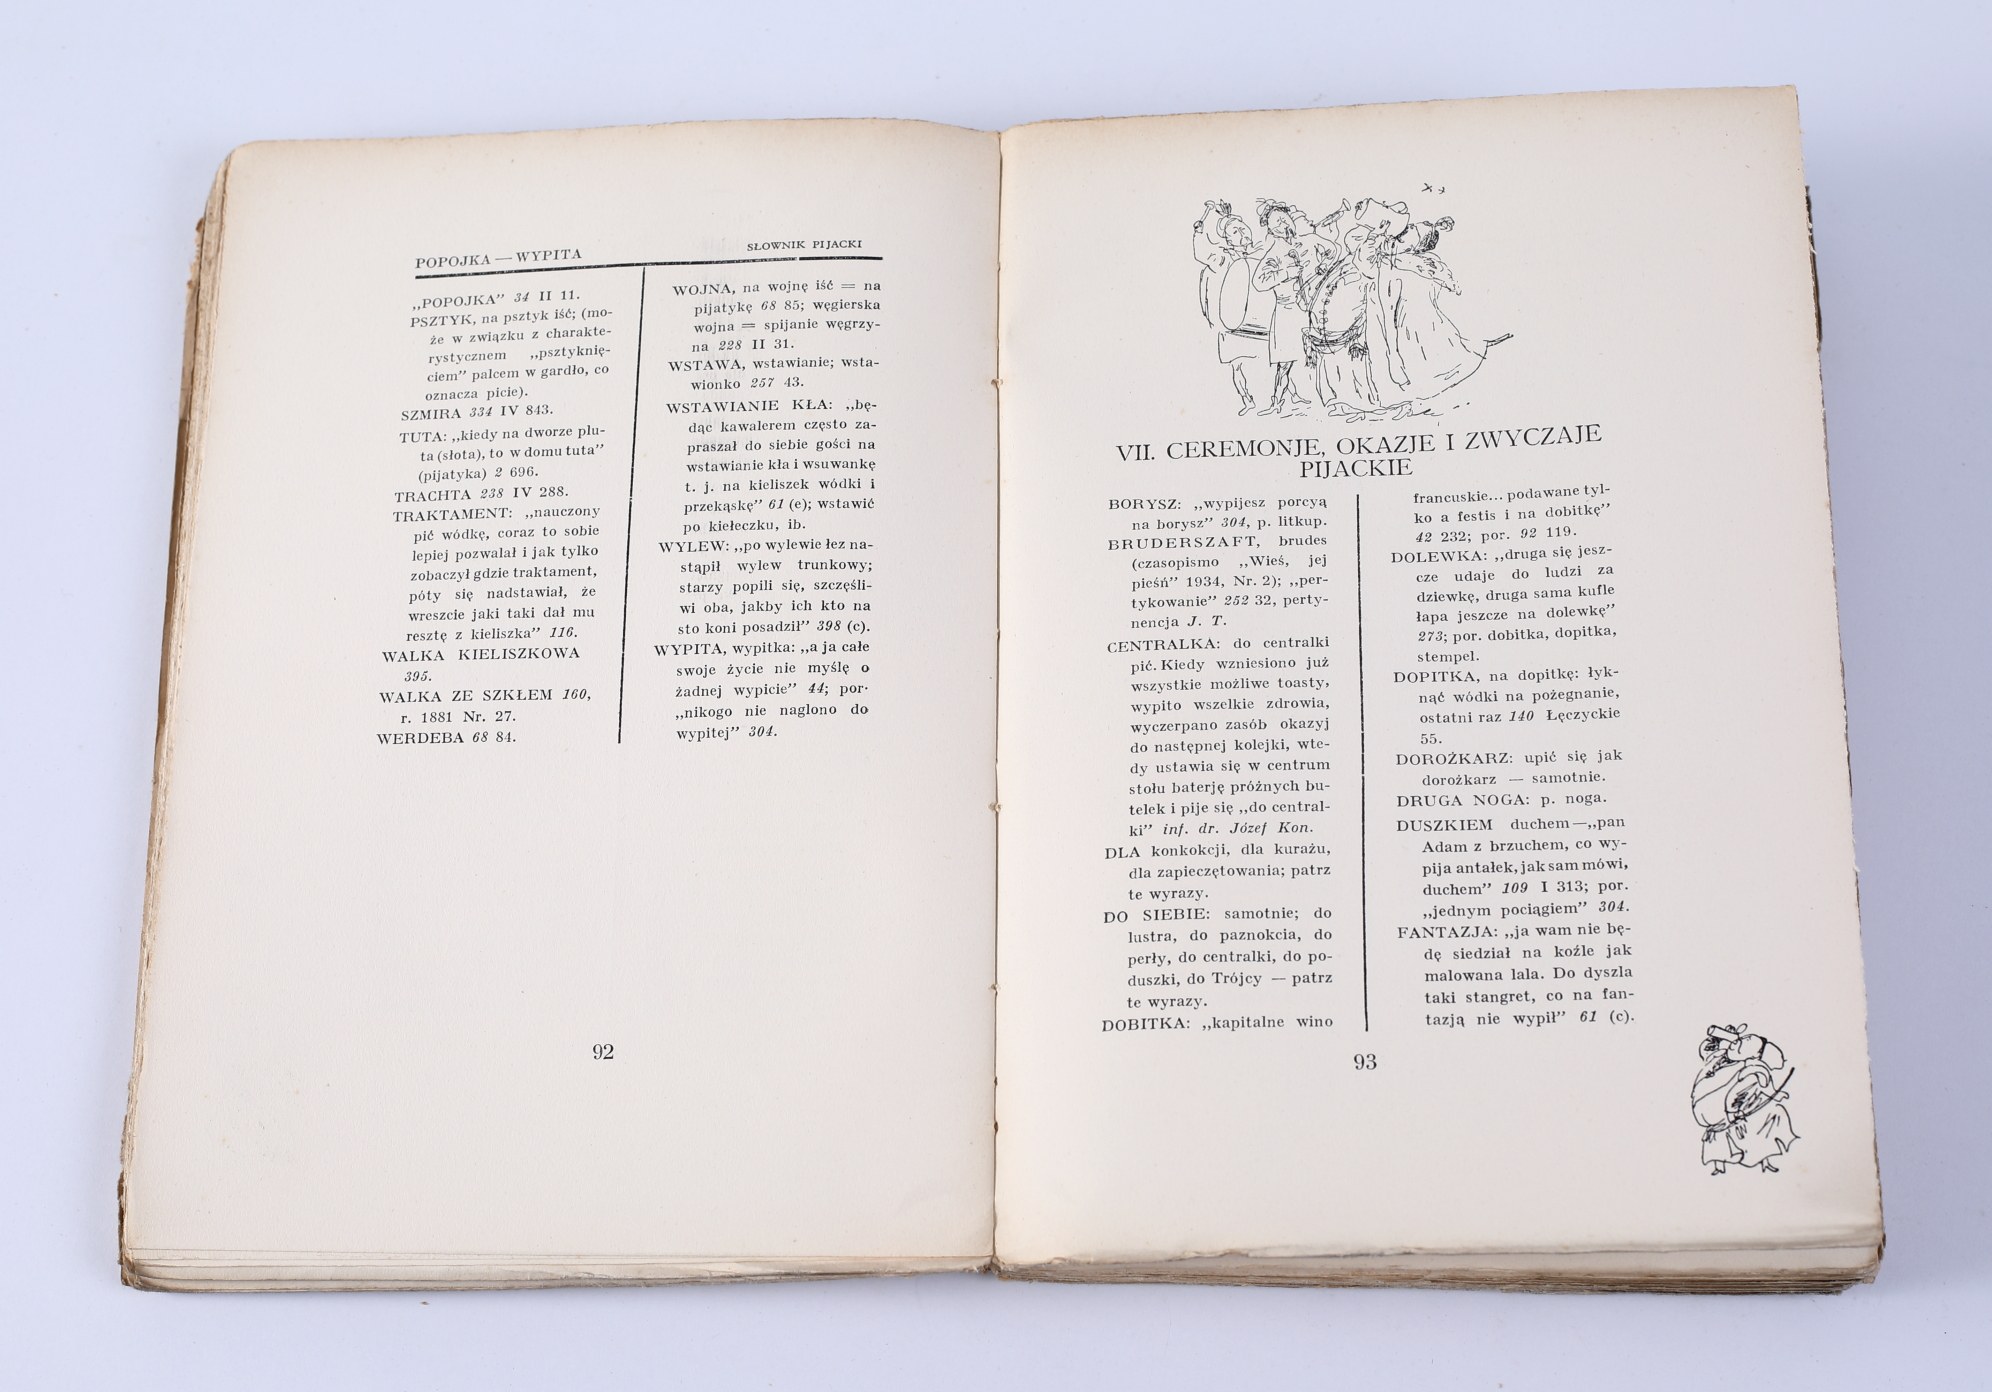 POPOJKA — WYPITA
SŁOWNIK PIJACKI
„POPOJKA” 34 II 11.
PSZTYK, na psztyk iść; (mo-
że w związku z charakte-
rystycznem „psztyknię-
ciem” palcem w gardło, co
oznacza picie).
SZMIRA 334 IV 843.
TUTA: „kiedy na dworze plu-
ta (słota), to w domu tuta”
(pijatyka) 2 696.
TRACHTA 238 IV 288.
TRAKTAMENT: „nauczony
pić wódkę, coraz to sobie
lepiej pozwalał i jak tylko
zobaczył gdzie traktament,
póty się nadstawiał, że
wreszcie jaki taki dał mu
resztę z kieliszka” 116.
WALKA KIELISZKOWA
395.
WALKA ZE SZKŁEM 160,
r. 1881 Nr. 27.
WERDEBA 68 84.
WOJNA, na wojnę iść = na
pijatykę 68 85; węgierska
wojna = spijanie węgrzy-
na 228 II 31.
WSTAWA, wstawianie; wsta-
wionko 257 43.
WSTAWIANIE KŁA: „bę-
dąc kawalerem często za-
praszał do siebie gości na
wstawianie kła i wsuwankę
t. j. na kieliszek wódki i
przekąskę” 61 (e); wstawić
po kiełeczku, ib.
WYLEW: „po wylewie łez na-
stąpił wylew trunkowy;
starzy popili się, szczęśli-
wi oba, jakby ich kto na
sto koni posadził” 398 (c).
WYPITA, wypitka: „a ja całe
swoje życie nie myślę o
żadnej wypicie” 44; por.
„nikogo nie naglono do
wypitej” 304.
92
VII. CEREMONJE, OKAZJE I ZWYCZAJE
PIJACKIE
BORYSZ: „wypijesz porcyą
na borysz” 304, p. litkup.
BRUDERSZAFT, brudes
(czasopismo „Wieś, jej
pieśń” 1934, Nr. 2); „per-
tykowanie” 252 32, perty-
nencja J. T.
CENTRALKA: do centralki
pić. Kiedy wzniesiono już
wszystkie możliwe toasty,
wypito wszelkie zdrowia,
wyczerpano zasób okazyj
do następnej kolejki, wte-
dy ustawia się w centrum
stołu baterję próżnych bu-
telek i pije się „do central-
ki” inf. dr. Józef Kon.
DLA konkokcji, dla kurażu,
dla zapieczętowania; patrz
te wyrazy.
DO SIEBIE: samotnie; do
lustra, do paznokcia, do
perły, do centralki, do po-
duszki, do Trójcy — patrz
te wyrazy.
DOBITKA: „kapitalne wino
francuskie... podawane tyl-
ko a festis i na dobitkę”
42 232; por. 92 119.
DOLEWKA: „druga się jesz-
cze udaje do ludzi za
dziewkę, druga sama kufle
łapa jeszcze na dolewkę”
273; por. dobitka, dopitka,
stempel.
DOPITKA, na dopitkę: łyk-
nąć wódki na pożegnanie,
ostatni raz 140 Łęczyckie
55.
DOROŻKARZ: upić się jak
dorożkarz — samotnie.
DRUGA NOGA: p. noga.
DUSZKIEM duchem—„pan
Adam z brzuchem, co wy-
pija antałek, jak sam mówi,
duchem” 109 I 313; por.
„jednym pociągiem” 304.
FANTAZJA: „ja wam nie bę-
dę siedział na koźle jak
malowana lala. Do dyszla
taki stangret, co na fan-
tazją nie wypił” 61 (c).
93